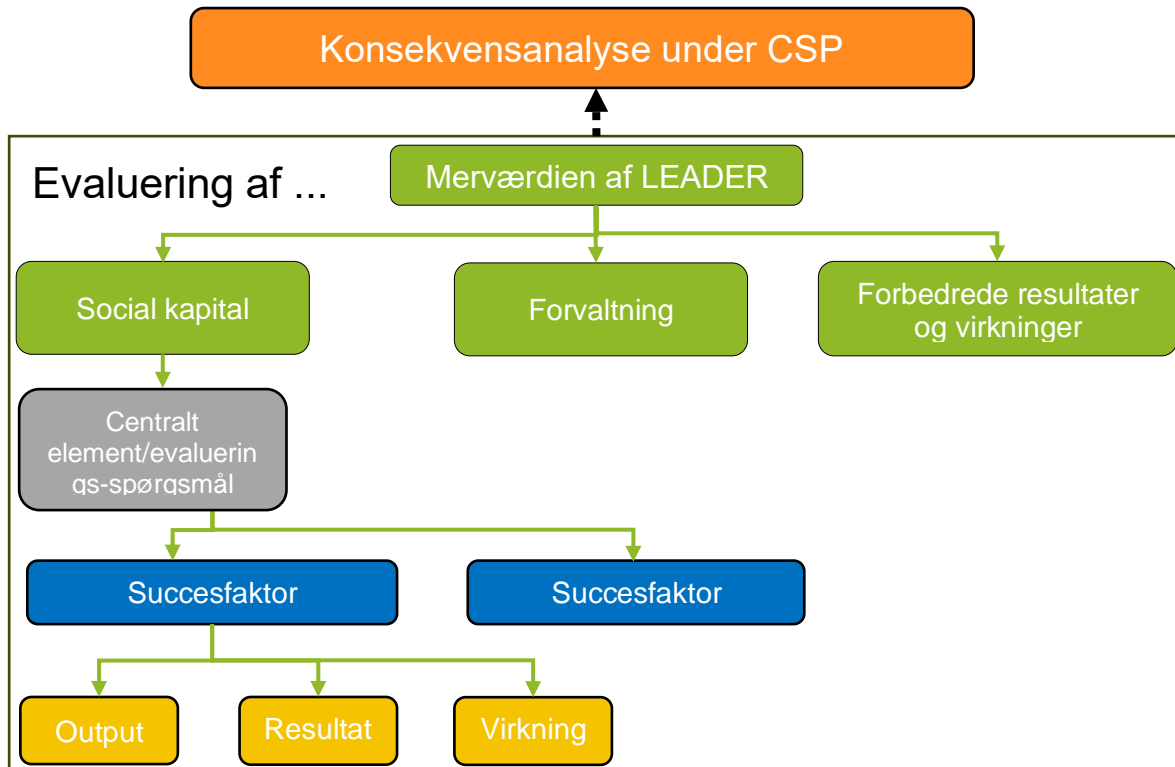 Konsekvensanalyse under CSP
Evaluering af ...
Merværdien af LEADER
Social kapital
Forvaltning
Forbedrede resultater
og virkninger
Centralt
element/evaluerin
gs-spørgsmål
Succesfaktor
Succesfaktor
Output
Resultat
Virkning